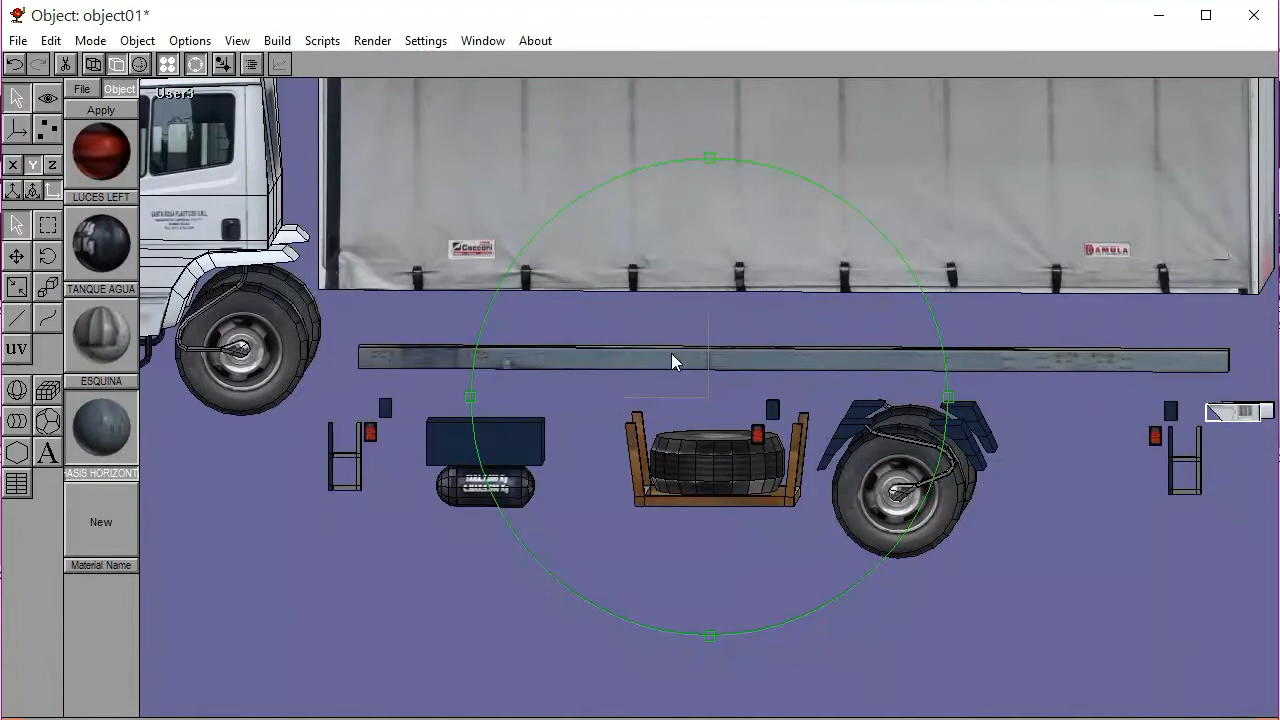 Object: object01*
File Edit Mode Object Options View Build Scripts Render Settings Window About
File Object
User3
Apply
LUCES LEFT
TANQUE AGUA
ESQUINA
HASIS HORIZONT
New
Material Name
X Y Z
uv
A
Cacconi
DAMULA